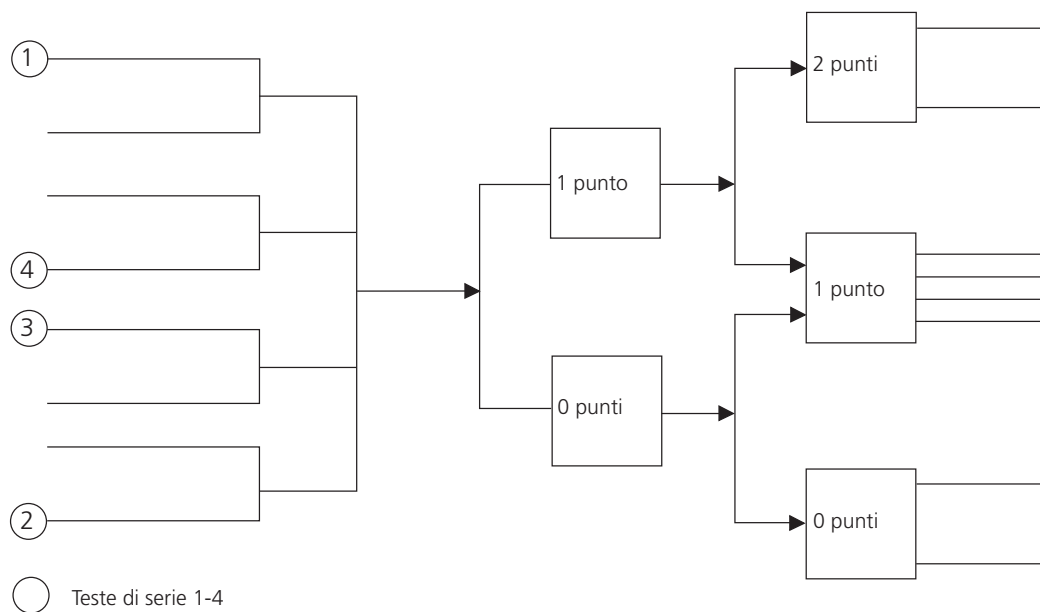 1
4
3
2
1 punto
0 punti
2 punti
1 punto
0 punti
Teste di serie 1-4